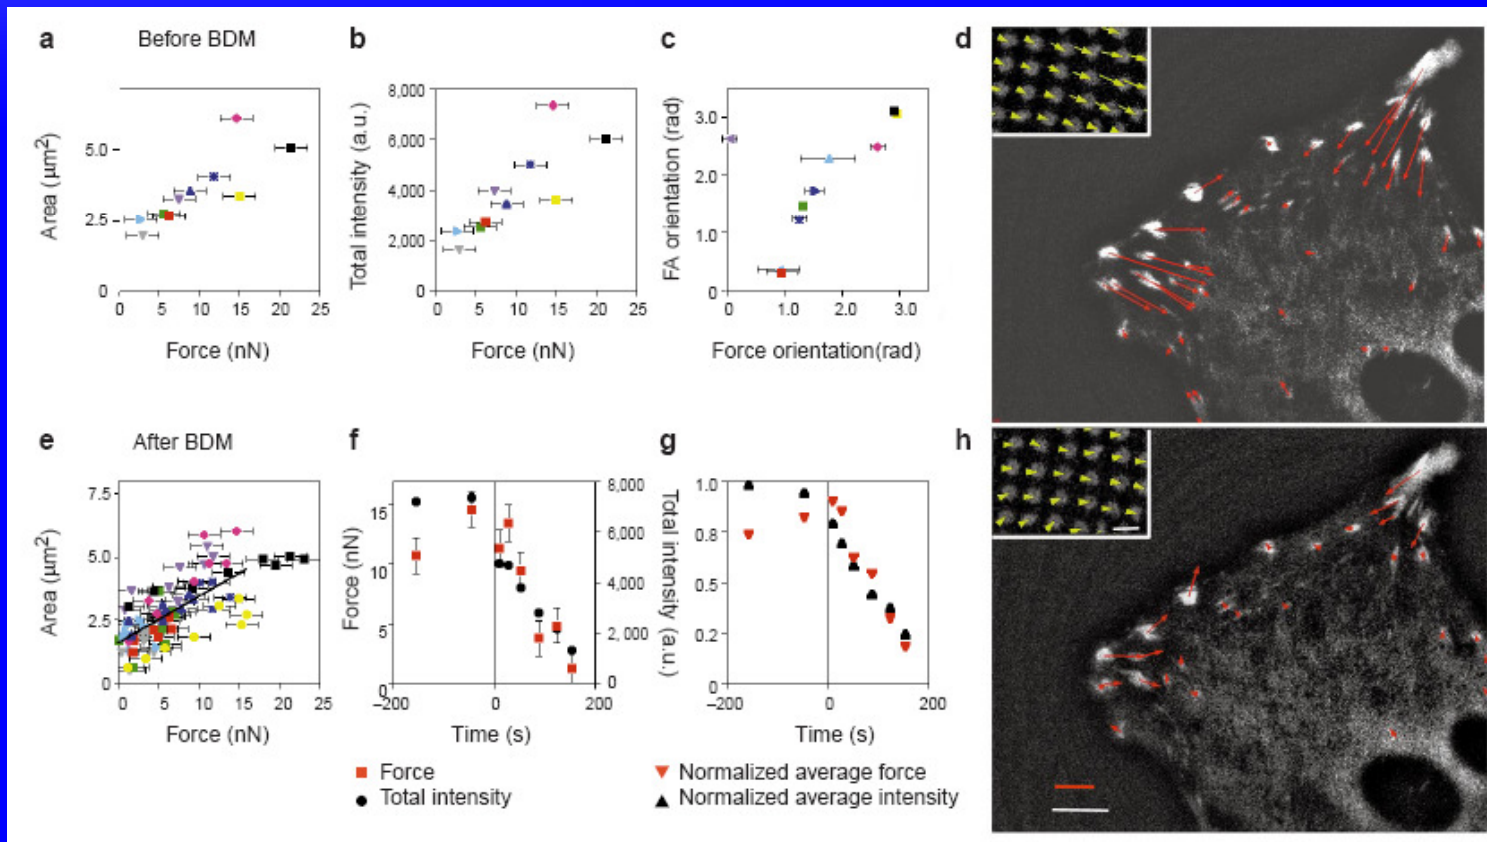 a Before BDM
Area (μm2)
5.0
2.5
0
0 5 10 15 20 25
Force (nN)
b
Total intensity (a.u.)
8,000
6,000
4,000
2,000
0
0 5 10 15 20 25
Force (nN)
c
FA orientation (rad)
3.0
2.0
1.0
0
0 1.0 2.0 3.0
Force orientation(rad)
d
e After BDM
Area (μm2)
7.5
5.0
2.5
0
0 5 10 15 20 25
Force (nN)
f
Force (nN)
15
10
5
0
8,000
6,000
4,000
2,000
0
Total intensity (a.u.)
−200 0 200
Time (s)
g
1.0
0.8
0.6
0.2
0
−200 0 200
Time (s)
h
Force
Total intensity
Normalized average force
Normalized average intensity